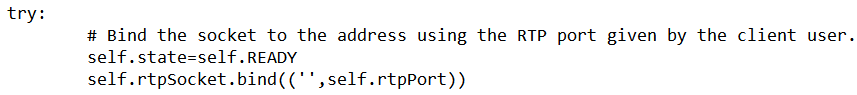 try:
# Bind the socket to the address using the RTP port given by the client user.
self.state=self.READY
self.rtpSocket.bind(('',self.rtpPort))